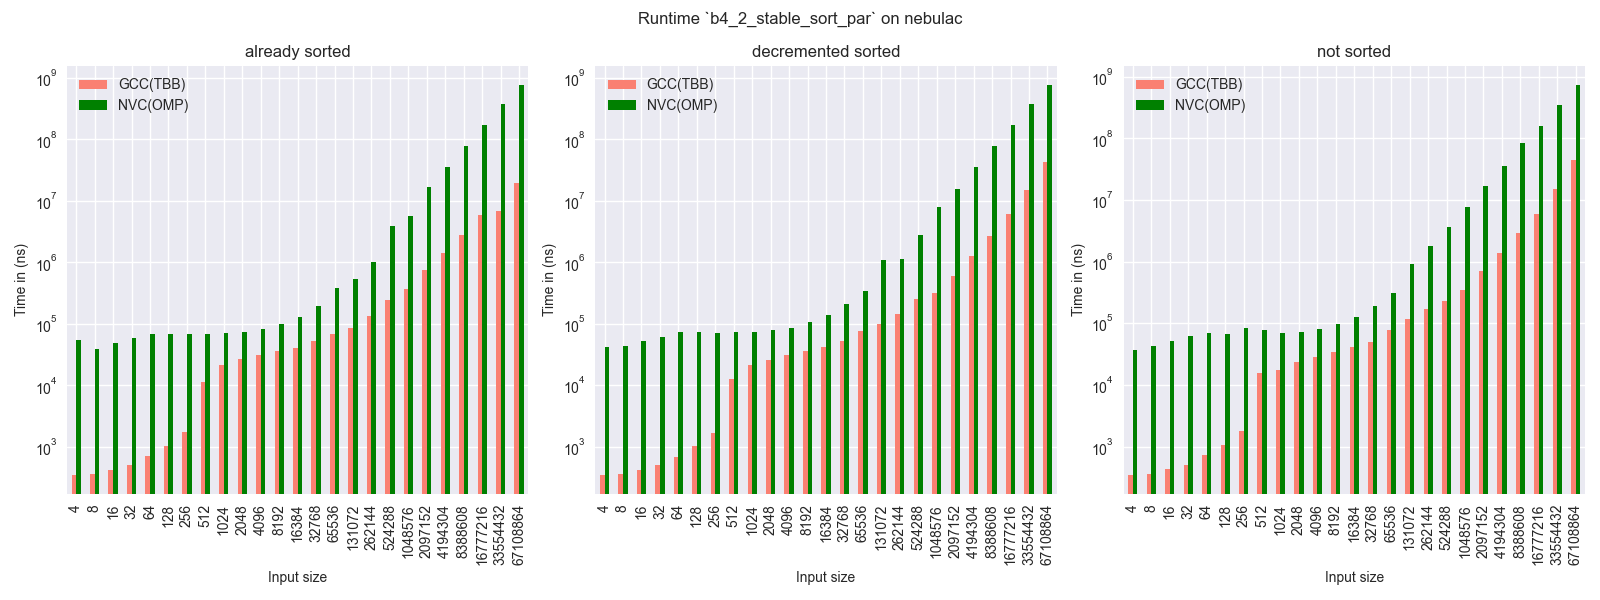 Runtime `b4_2_stable_sort_par` on nebulac
already sorted
GCC(TBB)
NVC(OMP)
10^9
10^8
10^7
10^6
10^5
10^4
10^3
Time in (ns)
4 8 16 32 64 128 256 512 1024 2048 4096 8192 16384 32768 65536 131072 262144 524288 1048576 2097152 4194304 8388608 16777216 33554432 67108864
Input size
decremented sorted
GCC(TBB)
NVC(OMP)
10^9
10^8
10^7
10^6
10^5
10^4
10^3
Time in (ns)
4 8 16 32 64 128 256 512 1024 2048 4096 8192 16384 32768 65536 131072 262144 524288 1048576 2097152 4194304 8388608 16777216 33554432 67108864
Input size
not sorted
GCC(TBB)
NVC(OMP)
10^9
10^8
10^7
10^6
10^5
10^4
10^3
Time in (ns)
4 8 16 32 64 128 256 512 1024 2048 4096 8192 16384 32768 65536 131072 262144 524288 1048576 2097152 4194304 8388608 16777216 33554432 67108864
Input size